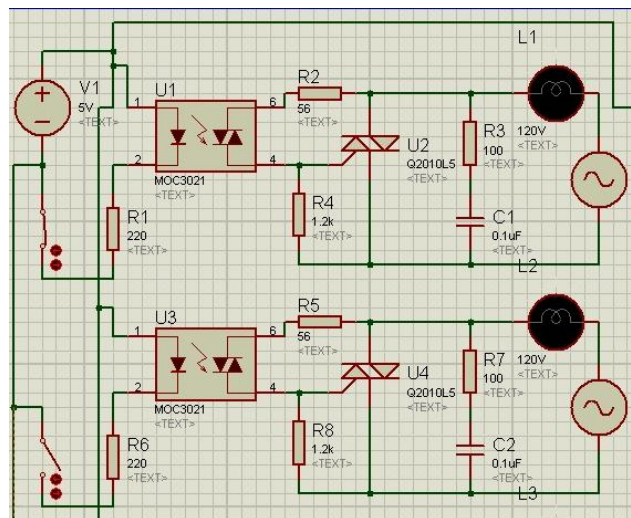 L1
V1
5V
<TEXT>
U1
1
6
2
4
MOC3021
<TEXT>
R2
56
<TEXT>
U2
Q2010L5
<TEXT>
R3
100
<TEXT>
120V
<TEXT>
R1
220
<TEXT>
R4
1.2k
<TEXT>
C1
0.1uF
<TEXT>
L2
U3
1
6
2
4
MOC3021
<TEXT>
R5
56
<TEXT>
U4
Q2010L5
<TEXT>
R7
100
<TEXT>
120V
<TEXT>
R6
220
<TEXT>
R8
1.2k
<TEXT>
C2
0.1uF
<TEXT>
L3